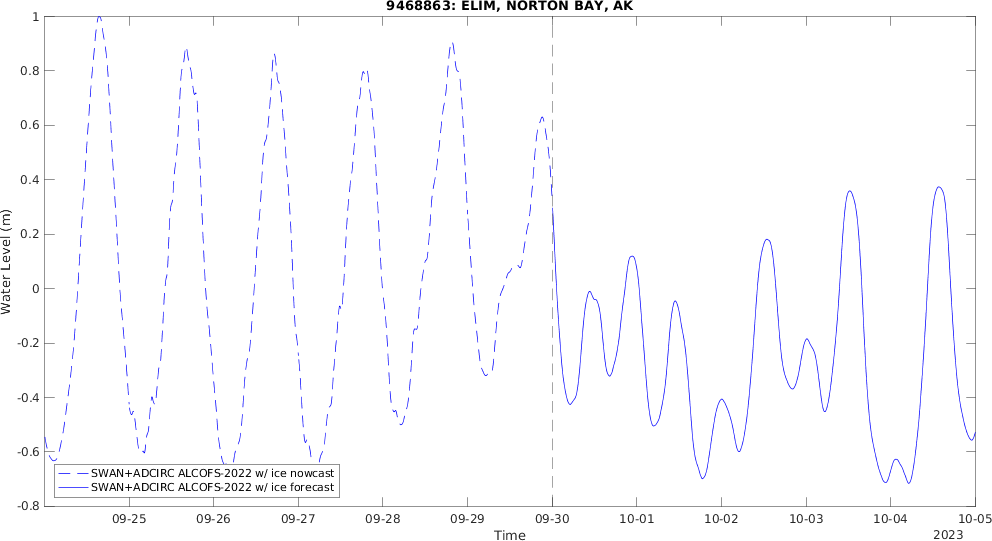 9468863: ELIM, NORTON BAY, AK
Water Level (m)
1
0.8
0.6
0.4
0.2
0
-0.2
-0.4
-0.6
-0.8
SWAN+ADCIRC ALCOFS-2022 w/ ice nowcast
SWAN+ADCIRC ALCOFS-2022 w/ ice forecast
09-25 09-26 09-27 09-28 09-29 09-30 10-01 10-02 10-03 10-04 10-05
Time
2023